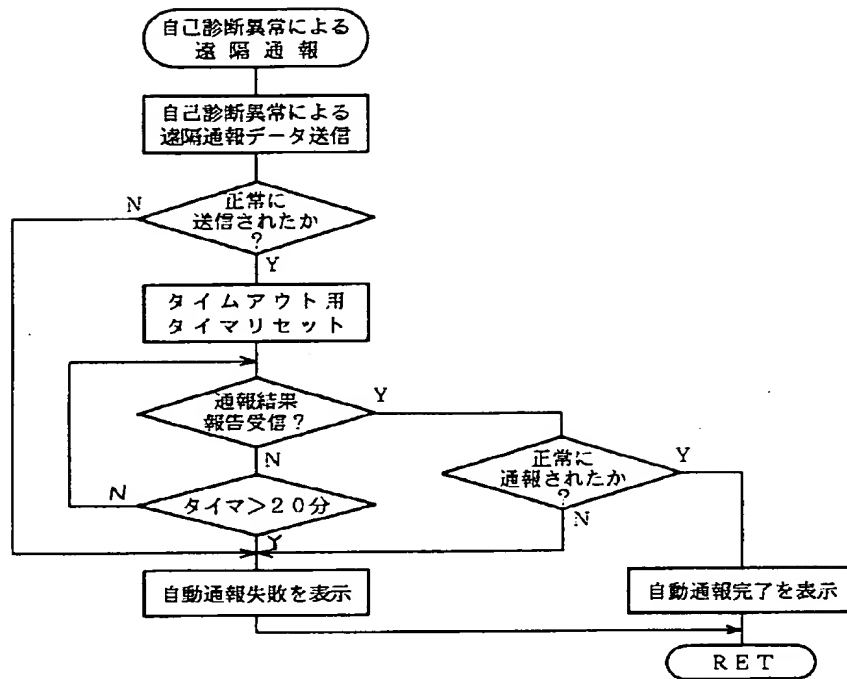 自己診断異常による
遠隔通報
自己診断異常による
遠隔通報データ送信
正常に
送信されたか
?
N
Y
タイムアウト用
タイマリセット
通報結果
報告受信?
Y
N
正常に
通報されたか
?
Y
N
タイマ>20分
N
Y
自動通報失敗を表示
自動通報完了を表示
RET